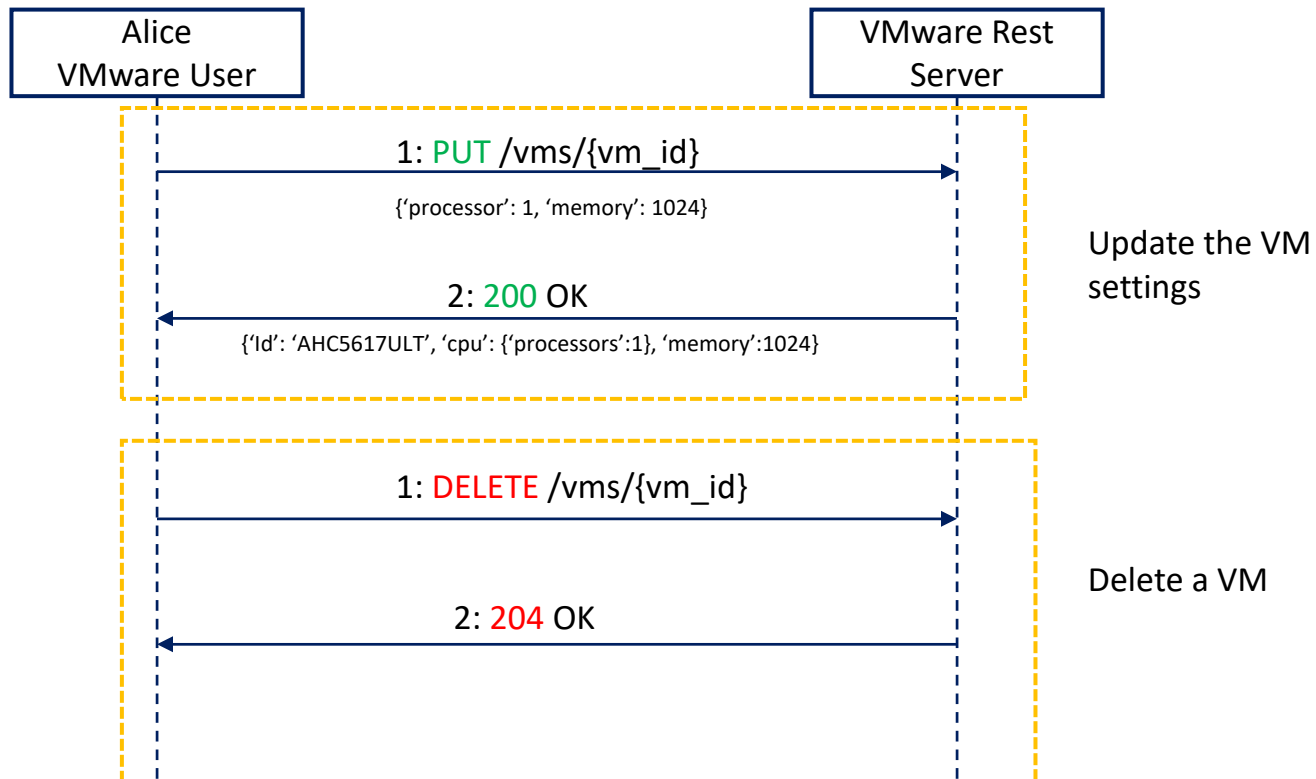 Alice
VMware User
VMware Rest
Server
1: PUT /vms/{vm_id}
{‘processor’: 1, ‘memory’: 1024}
Update the VM
settings
2: 200 OK
{‘Id’: ‘AHC5617ULT’, ‘cpu’: {‘processors’:1}, ‘memory’:1024}
1: DELETE /vms/{vm_id}
Delete a VM
2: 204 OK